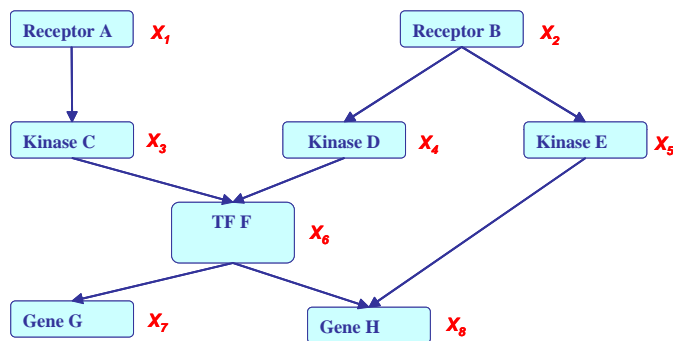 Receptor A X1 Receptor B X2
Kinase C X3 Kinase D X4 Kinase E X5
TF F X6
Gene G X7 Gene H X8